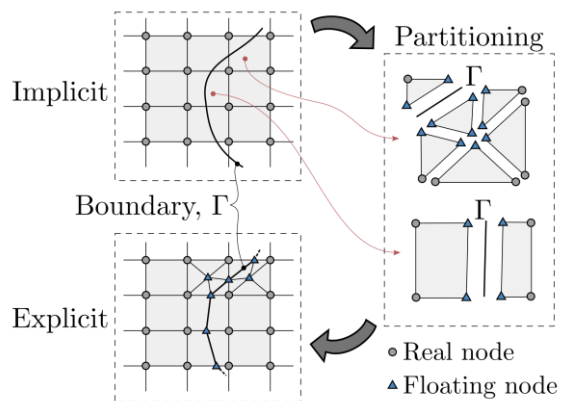 Partitioning
Implicit
Γ
Boundary, Γ
Γ
Explicit
Real node
Floating node